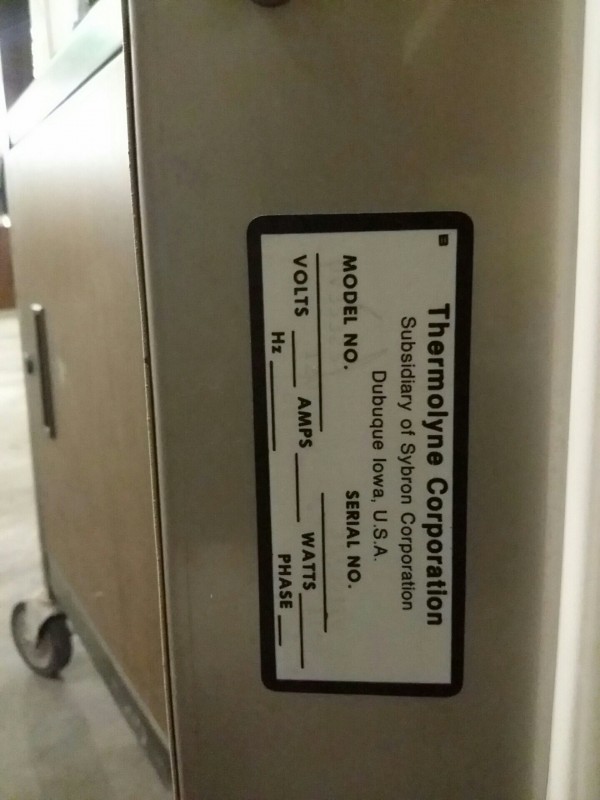 B
Thermolyne Corporation
Subsidiary of Sybron Corporation
Dubuque Iowa, U.S.A.
MODEL NO. SERIAL NO.
VOLTS AMPS WATTS
Hz PHASE